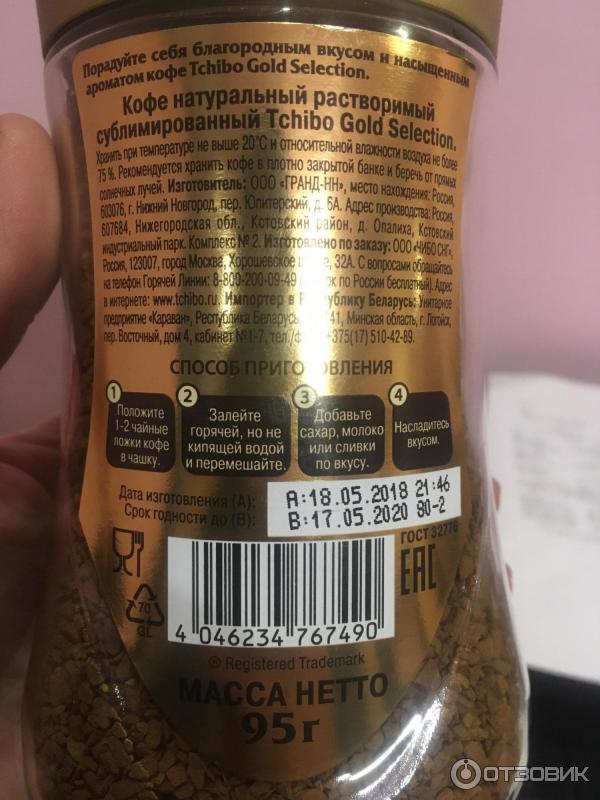 Порадуйте себя благородным вкусом и насыщенным
ароматом кофе Tchibo Gold Selection.
Кофе натуральный растворимый
сублимированный Tchibo Gold Selection.
Хранить при температуре не выше 20°С и относительной влажности воздуха не более
75 %. Рекомендуется хранить кофе в плотно закрытой банке и беречь от прямых
солнечных лучей. Изготовитель: ООО «ГРАНД-НН», место нахождения: Россия,
603076, г. Нижний Новгород, пер. Юпитерский, д. 6А. Адрес производства: Россия,
607684, Нижегородская обл., Кстовский район, д. Опалиха, Кстовский
индустриальный парк. Комплекс № 2. Изготовлено по заказу: ООО «ЧИБО СНГ»,
Россия, 123007, город Москва, Хорошевское 32А. С вопросами обращайтесь
на телефон Горячей Линии: 8-800-200-09-49 по России бесплатный). Адрес
в интернете: www.tchibo.ru. Импортер в Республику Беларусь: Унитарное
предприятие «Караван», Республика Беларусь, 141, Минская область, г. Логойск,
пер. Восточный, дом 4, кабинет №1-7, тел./ +375(17) 510-42-89.
СПОСОБ ПРИГОТОВЛЕНИЯ
1 2 3 4
Положите
1-2 чайные
ложки кофе
в чашку.
Залейте
горячей, но не
кипящей водой
и перемешайте.
Добавьте
сахар, молоко
или сливки
по вкусу.
Насладитесь
вкусом.
Дата изготовления (А): A:18.05.2018 21:46
Срок годности до (В): B:17.05.2020 80-2
ГОСТ 32776
EAC
70
GL
4 046234 767490
® Registered Trademark
МАССА НЕТТО
95 г
ОТЗОВИК